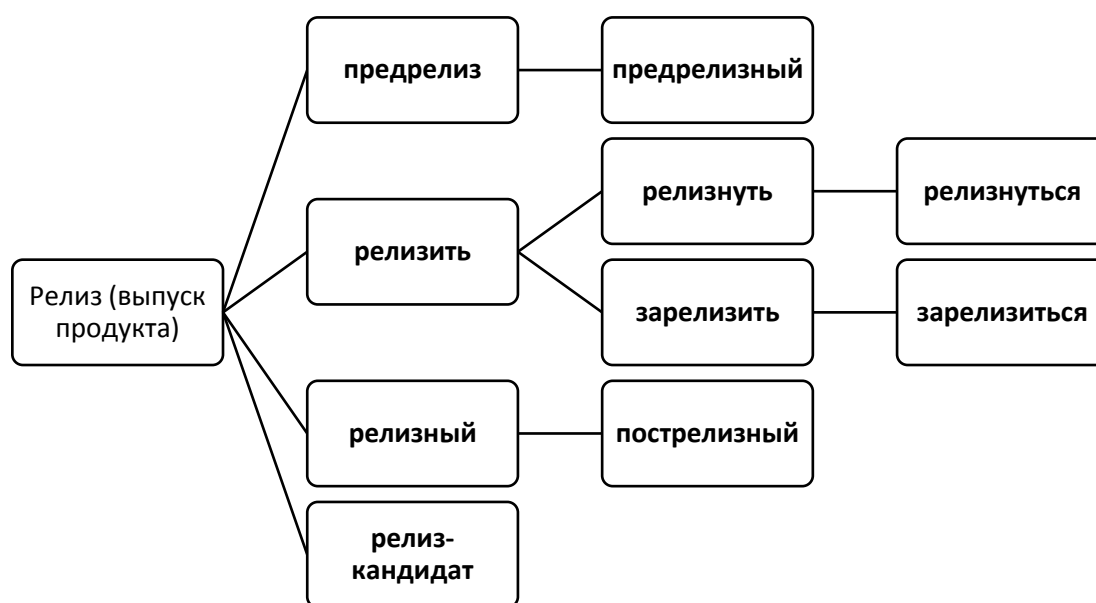 предрелиз
предрелизный
релизнуть
релизнуться
релизить
Релиз (выпуск
продукта)
зарелизить
зарелизиться
релизный
пострелизный
релиз-
кандидат